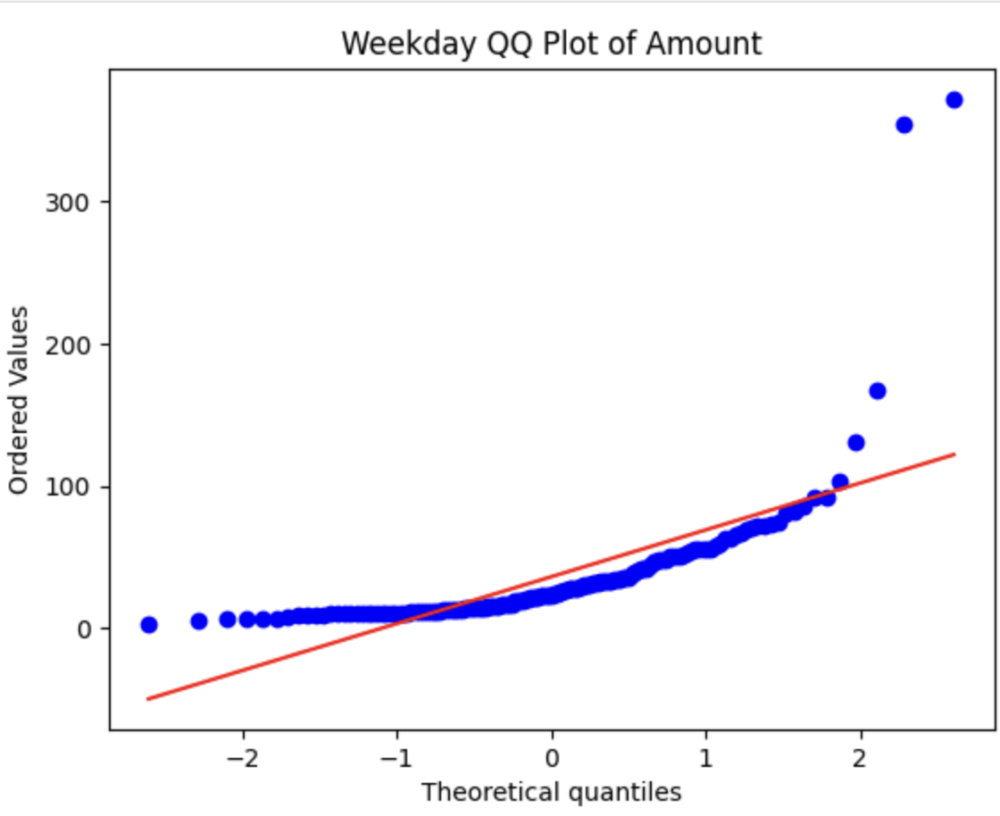 Weekday QQ Plot of Amount
300
200
100
0
Ordered Values
−2 −1 0 1 2
Theoretical quantiles